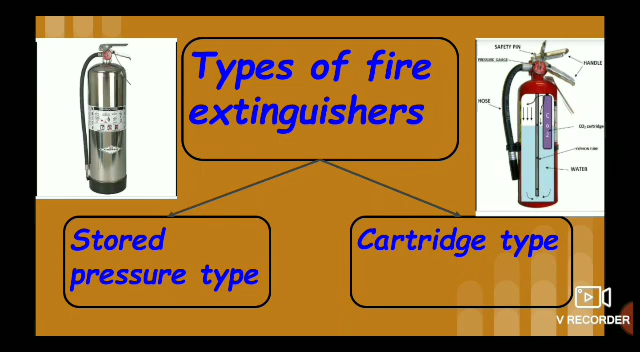 Types of fire
extinguishers
SAFETY PIN
PRESSURE GAUGE
HANDLE
HOSE
CO2
CO2 cartridge
WATER
Stored
pressure type
Cartridge type
V RECORDER